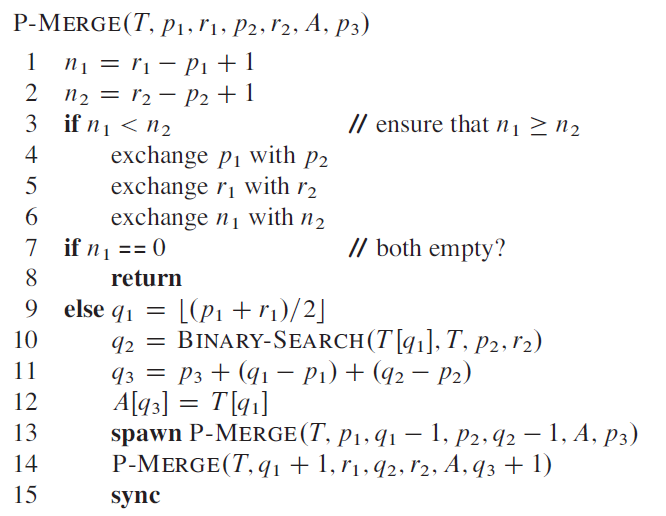 P-MERGE(T, p₁, r₁, p₂, r₂, A, p₃)
1 n₁ = r₁ − p₁ + 1
2 n₂ = r₂ − p₂ + 1
3 if n₁ < n₂ // ensure that n₁ ≥ n₂
4 exchange p₁ with p₂
5 exchange r₁ with r₂
6 exchange n₁ with n₂
7 if n₁ == 0 // both empty?
8 return
9 else q₁ = ⌊(p₁ + r₁)/2⌋
10 q₂ = BINARY-SEARCH(T[q₁], T, p₂, r₂)
11 q₃ = p₃ + (q₁ − p₁) + (q₂ − p₂)
12 A[q₃] = T[q₁]
13 spawn P-MERGE(T, p₁, q₁ − 1, p₂, q₂ − 1, A, p₃)
14 P-MERGE(T, q₁ + 1, r₁, q₂, r₂, A, q₃ + 1)
15 sync